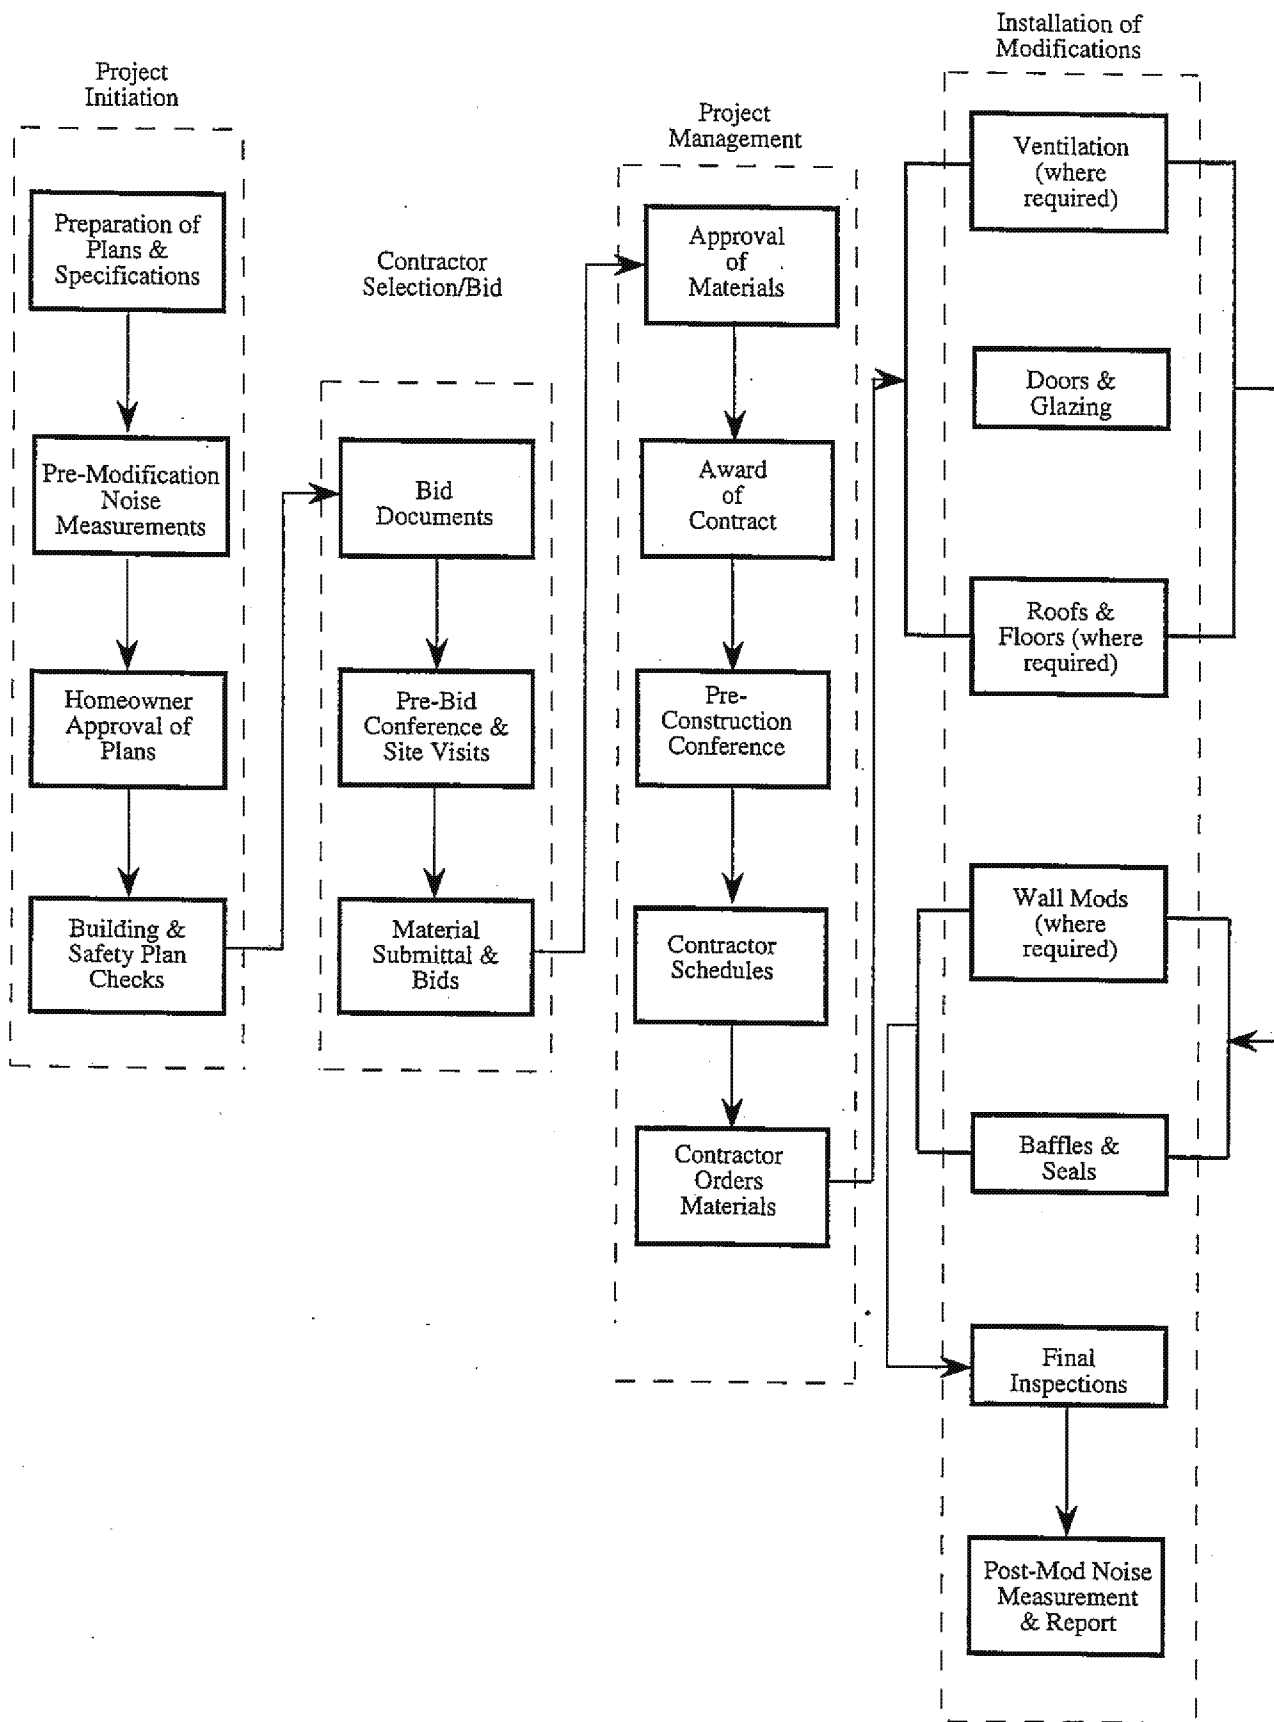 Project
Initiation
Preparation of
Plans &
Specifications
Pre-Modification
Noise
Measurements
Homeowner
Approval of
Plans
Building &
Safety Plan
Checks
Contractor
Selection/Bid
Bid
Documents
Pre-Bid
Conference &
Site Visits
Material
Submittal &
Bids
Project
Management
Approval
of
Materials
Award
of
Contract
Pre-
Construction
Conference
Contractor
Schedules
Contractor
Orders
Materials
Installation of
Modifications
Ventilation
(where
required)
Doors &
Glazing
Roofs &
Floors (where
required)
Wall Mods
(where
required)
Baffles &
Seals
Final
Inspections
Post-Mod Noise
Measurement
& Report